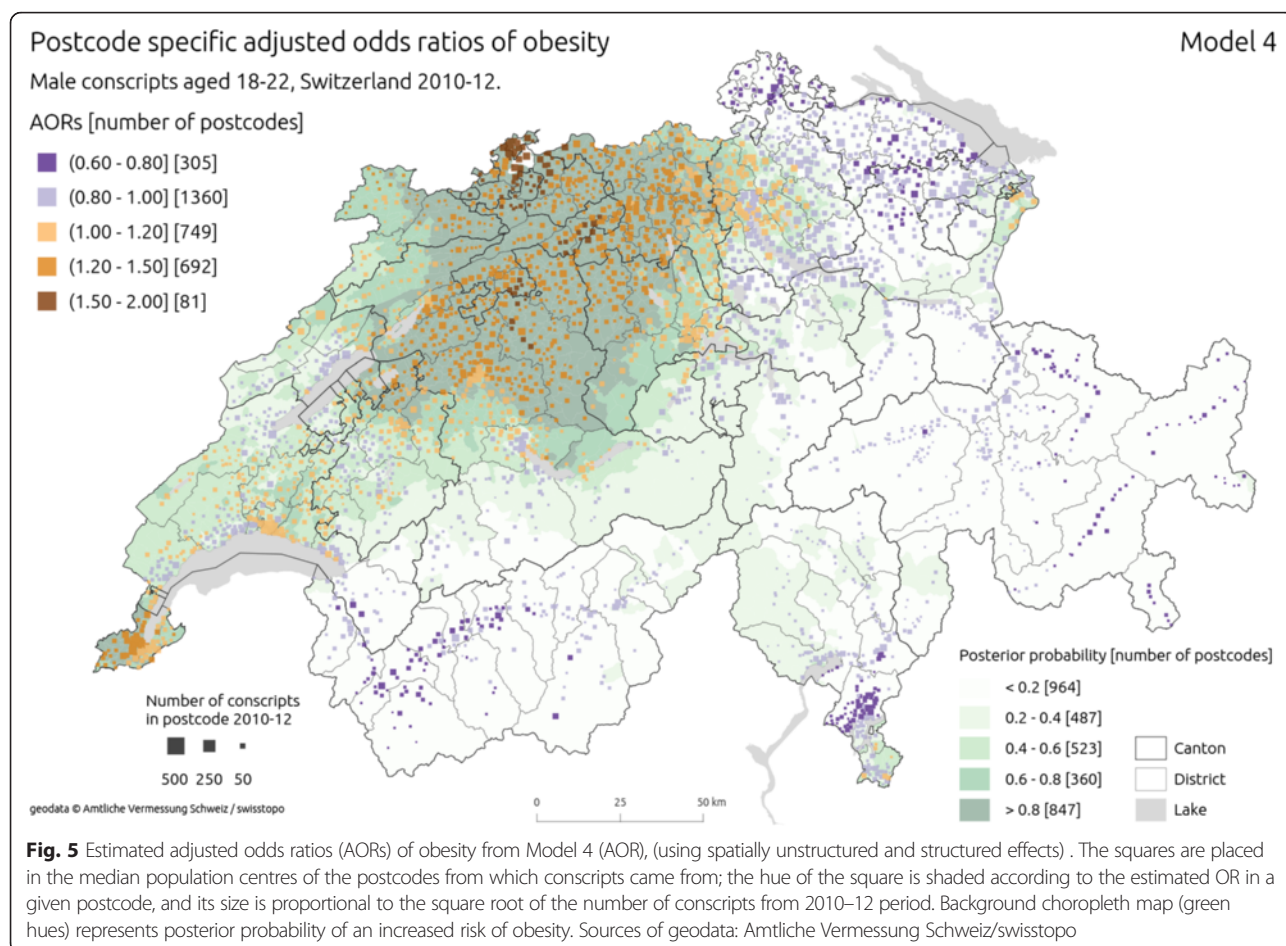 Postcode specific adjusted odds ratios of obesity
Model 4
Male conscripts aged 18-22, Switzerland 2010-12.
AORs [number of postcodes]
(0.60 - 0.80] [305]
(0.80 - 1.00] [1360]
(1.00 - 1.20] [749]
(1.20 - 1.50] [692]
(1.50 - 2.00] [81]
Number of conscripts
in postcode 2010-12
500 250 50
geodata © Amtliche Vermessung Schweiz / swisstopo
0 25 50 km
Posterior probability [number of postcodes]
< 0.2 [964]
0.2 - 0.4 [487]
0.4 - 0.6 [523]
0.6 - 0.8 [360]
> 0.8 [847]
Canton
District
Lake
Fig. 5 Estimated adjusted odds ratios (AORs) of obesity from Model 4 (AOR), (using spatially unstructured and structured effects) . The squares are placed
in the median population centres of the postcodes from which conscripts came from; the hue of the square is shaded according to the estimated OR in a
given postcode, and its size is proportional to the square root of the number of conscripts from 2010–12 period. Background choropleth map (green
hues) represents posterior probability of an increased risk of obesity. Sources of geodata: Amtliche Vermessung Schweiz/swisstopo